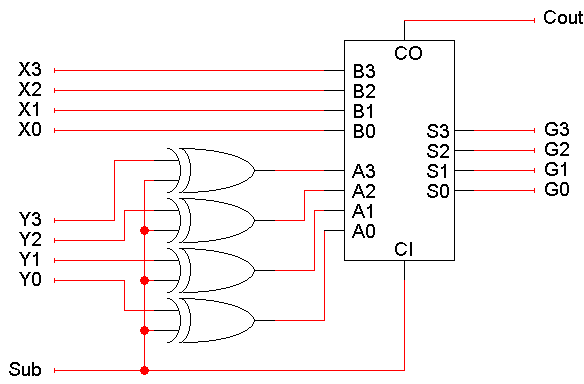 Cout
CO
X3 B3
X2 B2
X1 B1
X0 B0 S3 G3
S2 G2
A3 S1 G1
A2 S0 G0
Y3 A1
Y2 A0
CI
Y1
Y0
Sub